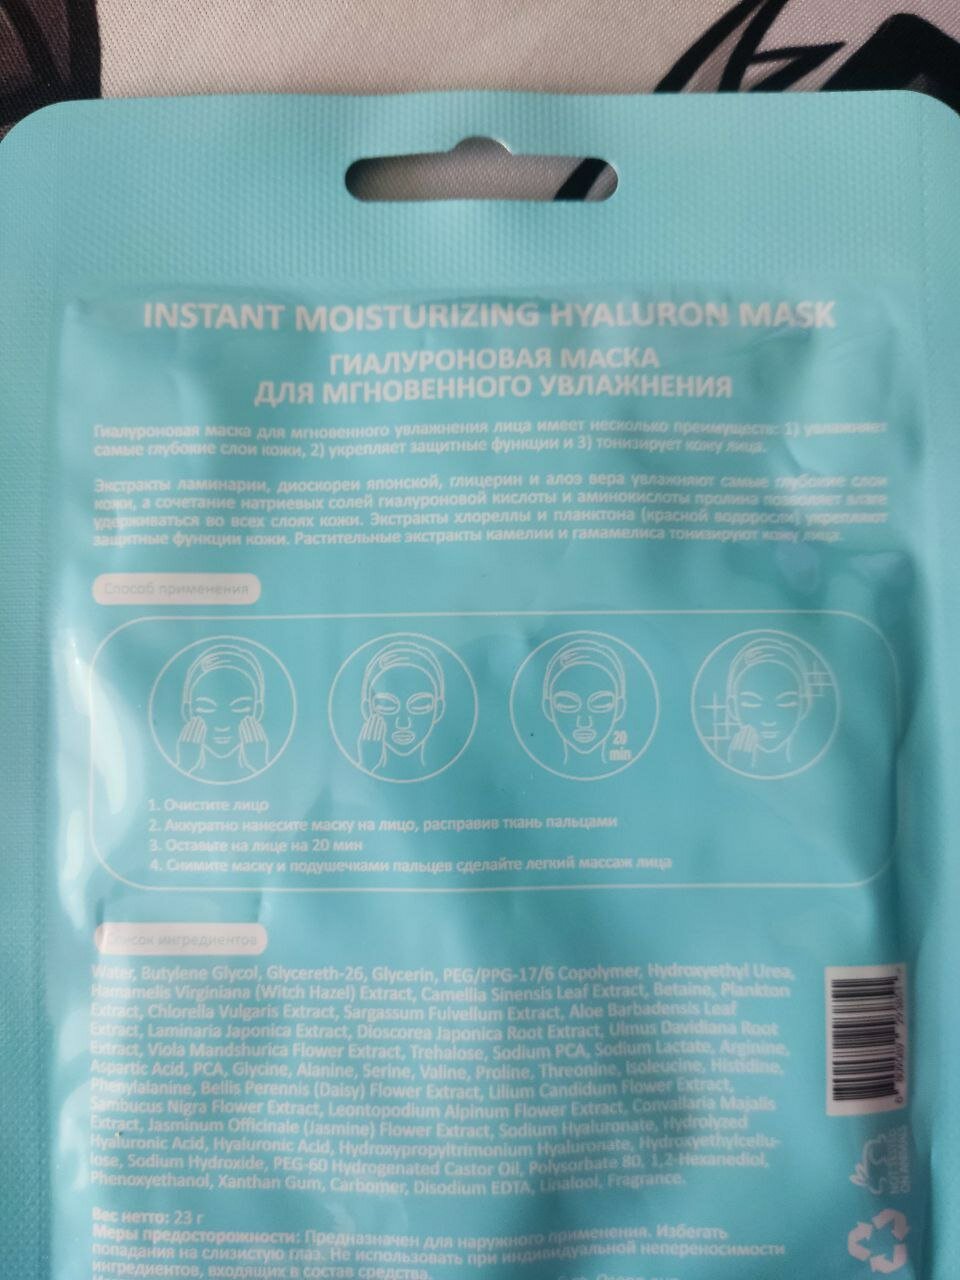 INSTANT MOISTURIZING HYALURON MASK
ГИАЛУРОНОВАЯ МАСКА
ДЛЯ МГНОВЕННОГО УВЛАЖНЕНИЯ
Гиалуроновая маска для мгновенного увлажнения лица имеет несколько преимуществ: 1) увлажняет
самые глубокие слои кожи, 2) укрепляет защитные функции и 3) тонизирует кожу лица.
Экстракты ламинарии, диоскореи японской, глицерин и алоэ вера увлажняют самые глубокие слои
кожи, а сочетание натриевых солей гиалуроновой кислоты и аминокислоты пролина позволяет влаге
удерживаться во всех слоях кожи. Экстракты хлореллы и планктона (красной водоросли) укрепляют
защитные функции кожи. Растительные экстракты камелии и гамамелиса тонизируют кожу лица.
Способ применения
20
min
1. Очистите лицо
2. Аккуратно нанесите маску на лицо, расправив ткань пальцами
3. Оставьте на лице на 20 мин
4. Снимите маску и подушечками пальцев сделайте легкий массаж лица
Список ингредиентов
Water, Butylene Glycol, Glycereth-26, Glycerin, PEG/PPG-17/6 Copolymer, Hydroxyethyl Urea,
Hamamelis Virginiana (Witch Hazel) Extract, Camellia Sinensis Leaf Extract, Betaine, Plankton
Extract, Chlorella Vulgaris Extract, Sargassum Fulvellum Extract, Aloe Barbadensis Leaf
Extract, Laminaria Japonica Extract, Dioscorea Japonica Root Extract, Ulmus Davidiana Root
Extract, Viola Mandshurica Flower Extract, Trehalose, Sodium PCA, Sodium Lactate, Arginine,
Aspartic Acid, PCA, Glycine, Alanine, Serine, Valine, Proline, Threonine, Isoleucine, Histidine,
Phenylalanine, Bellis Perennis (Daisy) Flower Extract, Lilium Candidum Flower Extract,
Sambucus Nigra Flower Extract, Leontopodium Alpinum Flower Extract, Convallaria Majalis
Extract, Jasminum Officinale (Jasmine) Flower Extract, Sodium Hyaluronate, Hydrolyzed
Hyaluronic Acid, Hyaluronic Acid, Hydroxypropyltrimonium Hyaluronate, Hydroxyethylcellu-
lose, Sodium Hydroxide, PEG-60 Hydrogenated Castor Oil, Polysorbate 80, 1,2-Hexanediol,
Phenoxyethanol, Xanthan Gum, Carbomer, Disodium EDTA, Linalool, Fragrance.
NOT TESTED
ON ANIMALS
Вес нетто: 23 г
Меры предосторожности: Предназначен для наружного применения. Избегать
попадания на слизистую глаз. Не использовать при индивидуальной непереносимости
ингредиентов, входящих в состав средства.